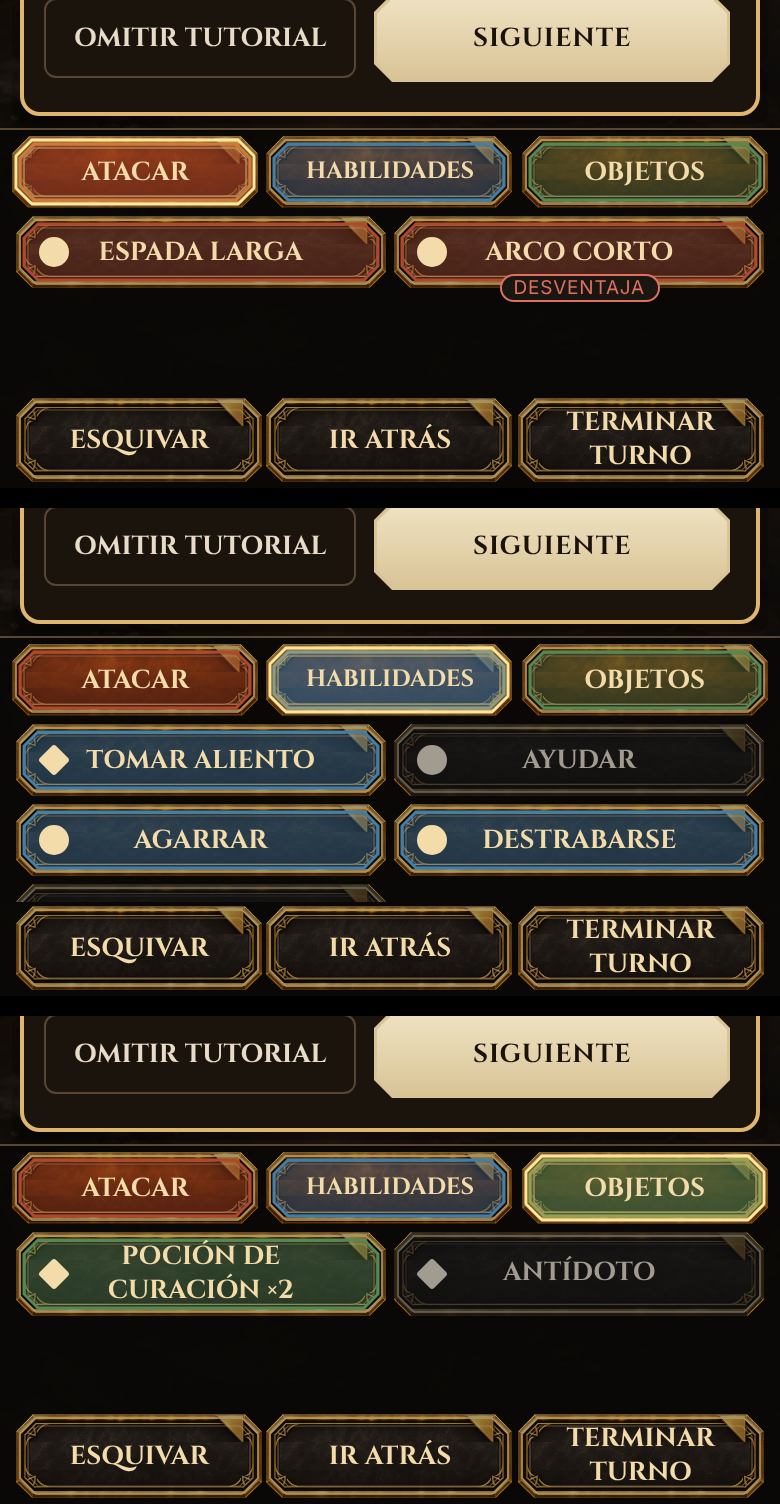 OMITIR TUTORIAL
SIGUIENTE
ATACAR
HABILIDADES
OBJETOS
ESPADA LARGA
ARCO CORTO
DESVENTAJA
ESQUIVAR
IR ATRÁS
TERMINAR
TURNO
OMITIR TUTORIAL
SIGUIENTE
ATACAR
HABILIDADES
OBJETOS
TOMAR ALIENTO
AYUDAR
AGARRAR
DESTRABARSE
ESQUIVAR
IR ATRÁS
TERMINAR
TURNO
OMITIR TUTORIAL
SIGUIENTE
ATACAR
HABILIDADES
OBJETOS
POCIÓN DE
CURACIÓN ×2
ANTÍDOTO
ESQUIVAR
IR ATRÁS
TERMINAR
TURNO